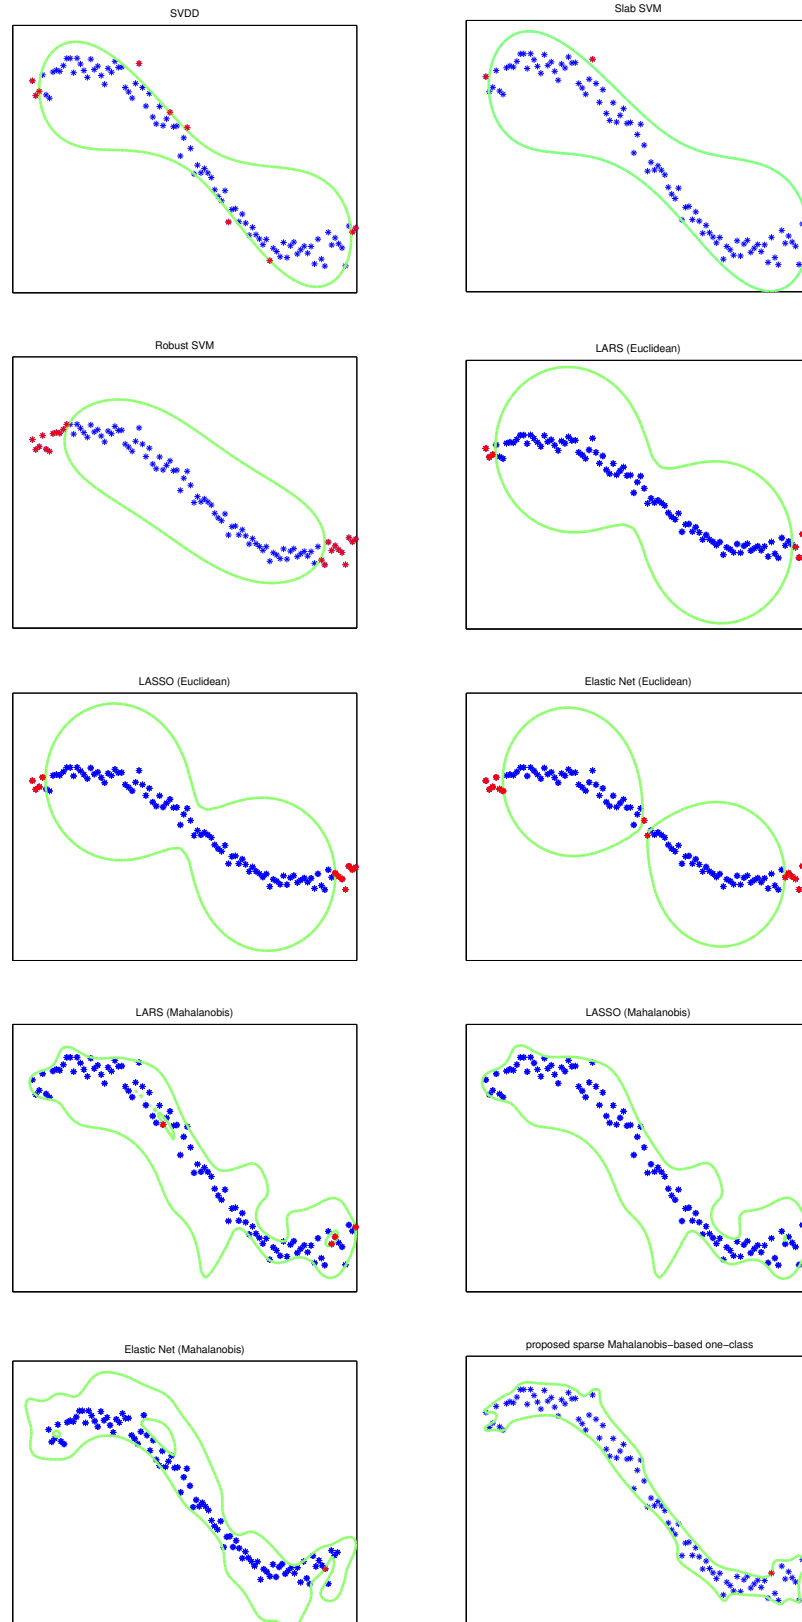 SVDD
Slab SVM
Robust SVM
LARS (Euclidean)
LASSO (Euclidean)
Elastic Net (Euclidean)
LARS (Mahalanobis)
LASSO (Mahalanobis)
Elastic Net (Mahalanobis)
proposed sparse Mahalanobis−based one−class